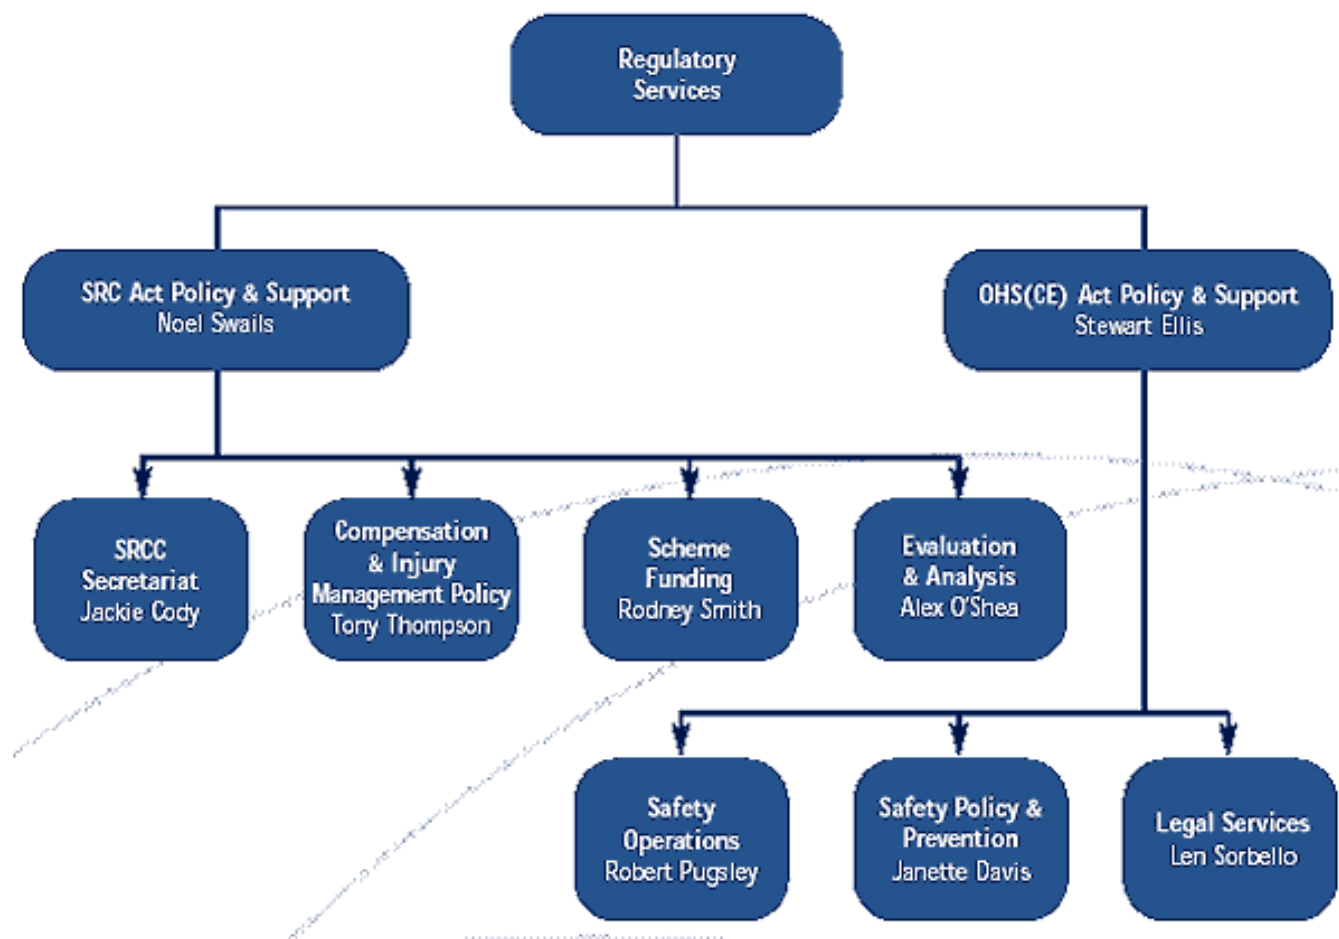 Regulatory
Services
SRC Act Policy & Support
Noel Swails
OHS(CE) Act Policy & Support
Stewart Ellis
SRCC
Secretariat
Jackie Cody
Compensation
& Injury
Management Policy
Tony Thompson
Scheme
Funding
Rodney Smith
Evaluation
& Analysis
Alex O'Shea
Safety
Operations
Robert Pugsley
Safety Policy &
Prevention
Janette Davis
Legal Services
Len Sorbello